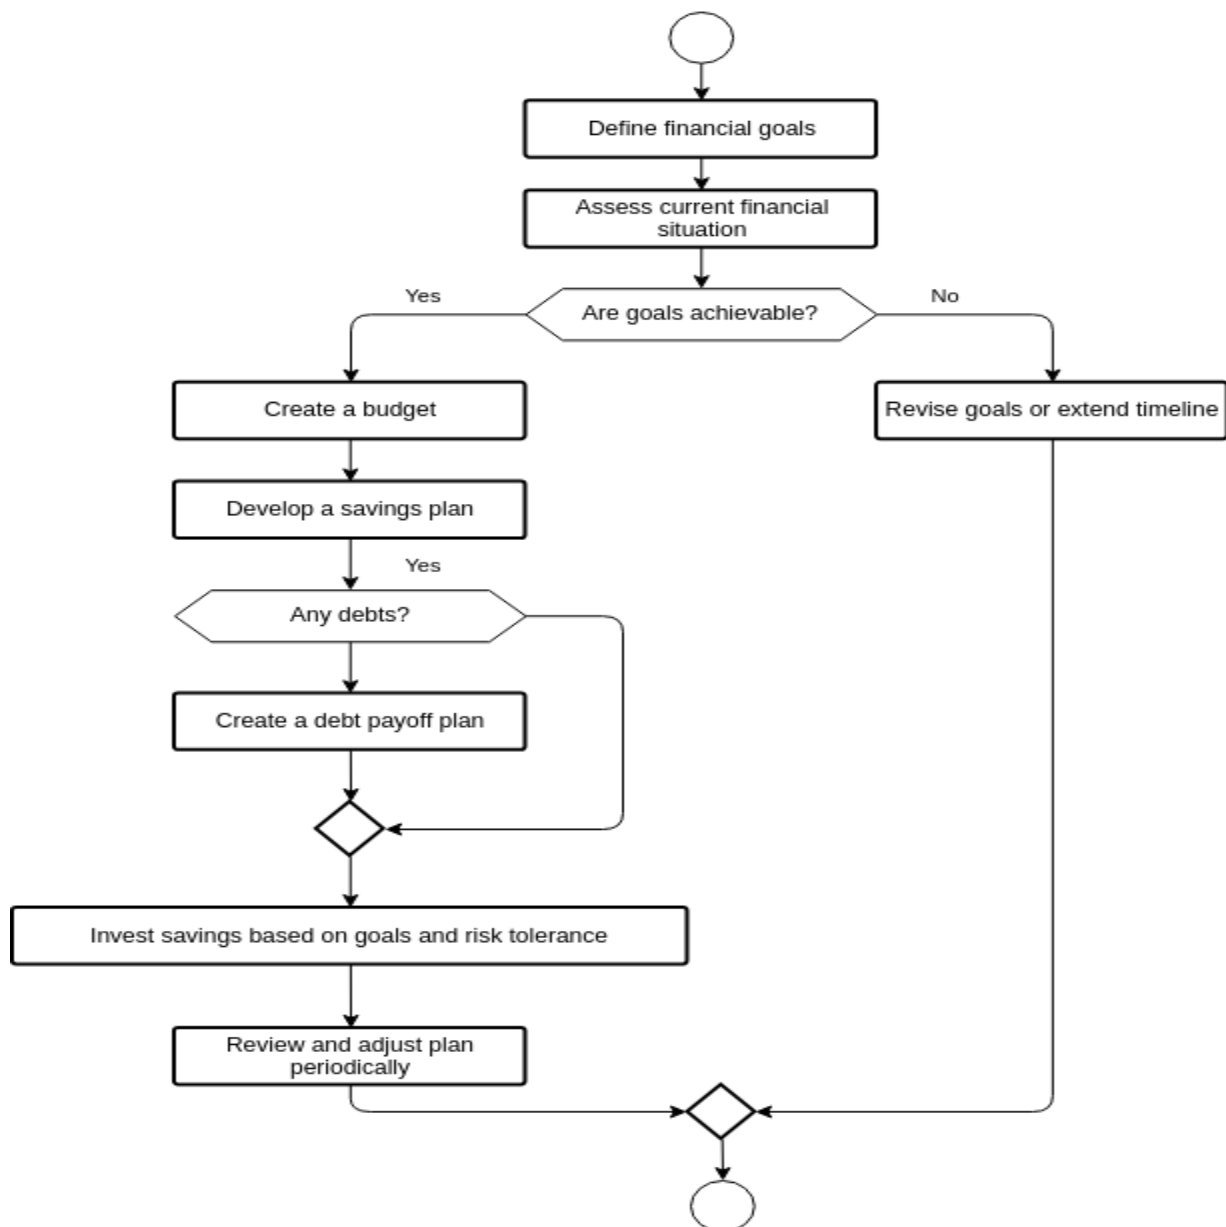 Define financial goals
Assess current financial
situation
Yes
Are goals achievable?
No
Create a budget
Revise goals or extend timeline
Develop a savings plan
Yes
Any debts?
Create a debt payoff plan
Invest savings based on goals and risk tolerance
Review and adjust plan
periodically